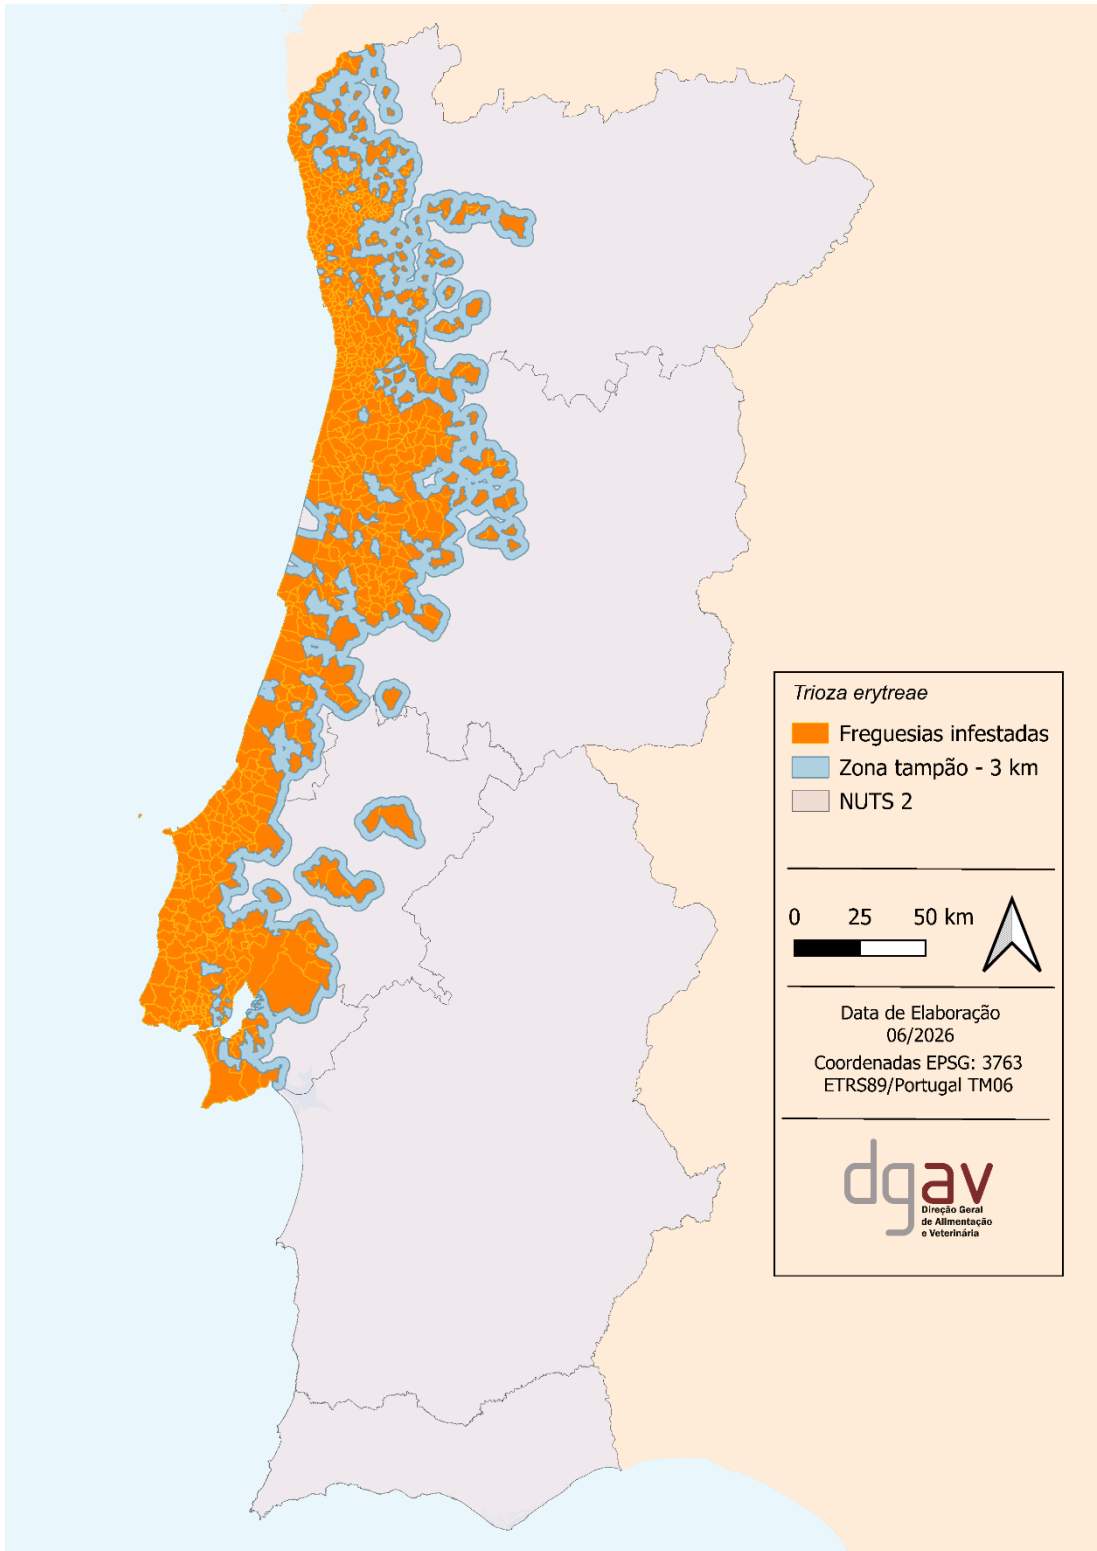 Trioza erytreae
Freguesias infestadas
Zona tampão - 3 km
NUTS 2
0 25 50 km
Data de Elaboração
06/2026
Coordenadas EPSG: 3763
ETRS89/Portugal TM06
dgav
Direção Geral
de Alimentação
e Veterinária